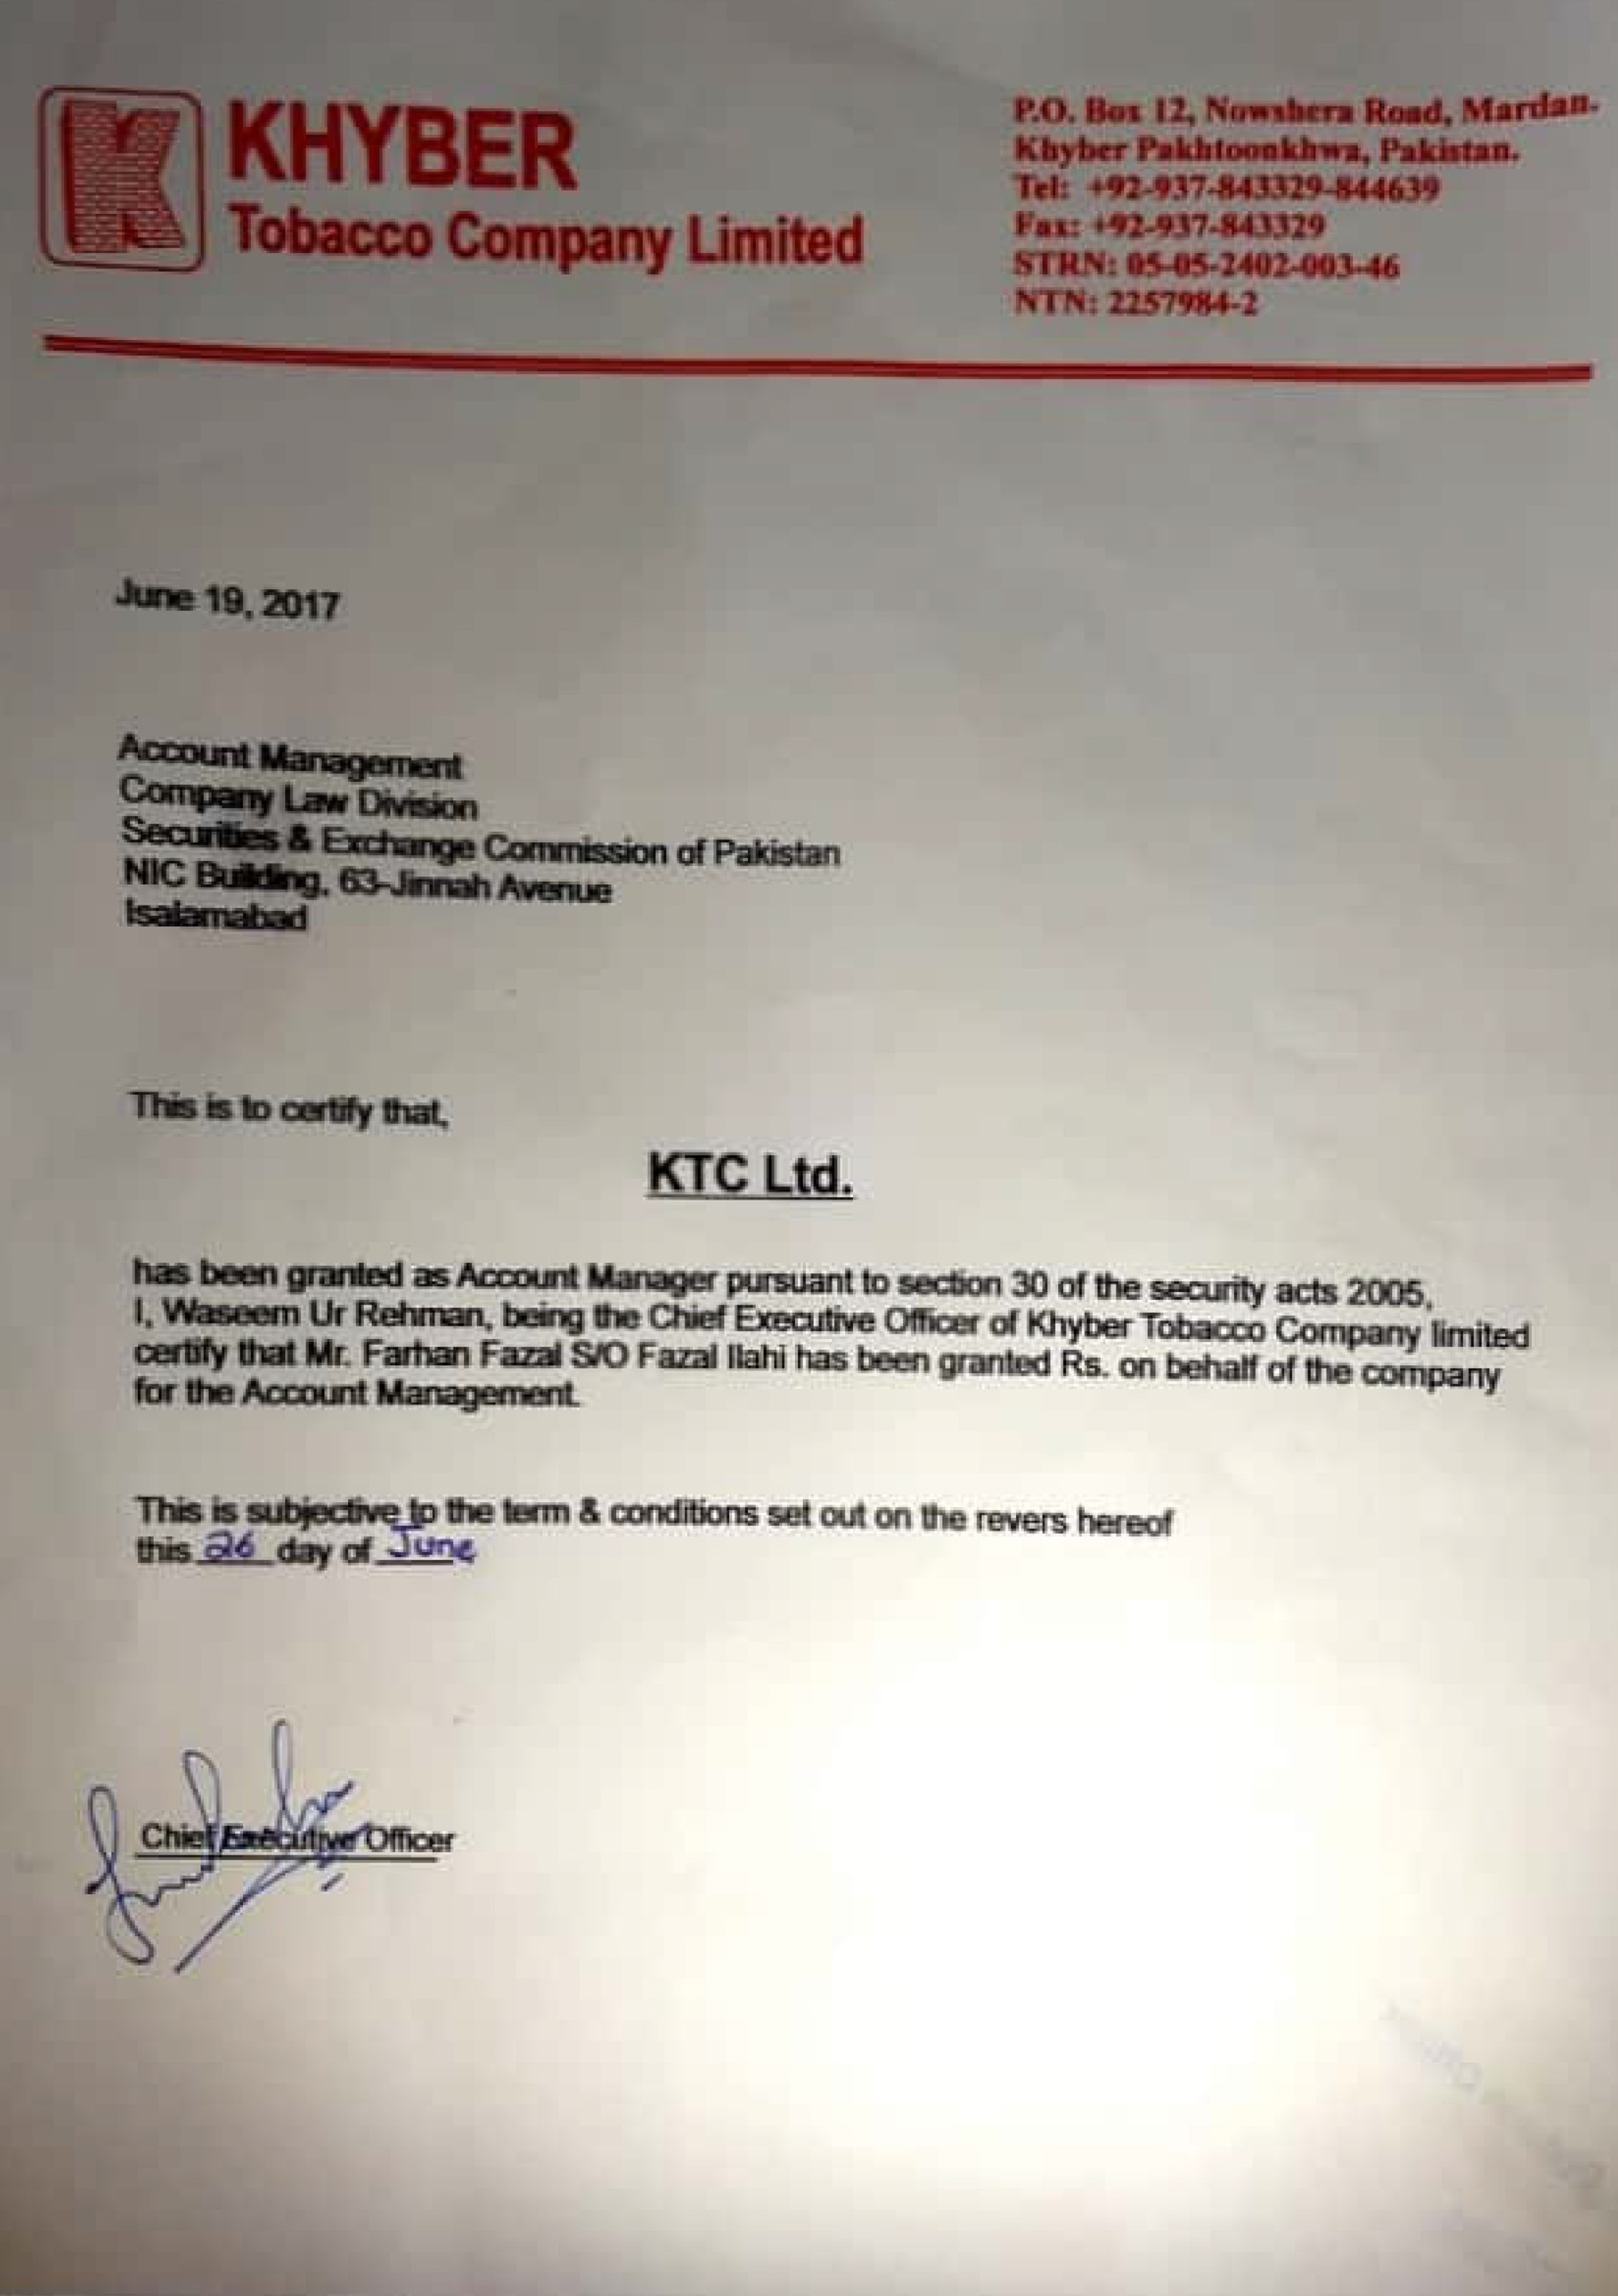 K
KHYBER
Tobacco Company Limited
P.O. Box 12, Nowshera Road, Mardan.
Khyber Pakhtoonkhwa, Pakistan.
Tel: +92-937-843329-844639
Fax: +92-937-843329
STRN: 05-05-2402-003-46
NTN: 2257984-2
June 19, 2017
Account Management
Company Law Division
Securities & Exchange Commission of Pakistan
NIC Building, 63-Jinnah Avenue
Isalamabad
This is to certify that,
KTC Ltd.
has been granted as Account Manager pursuant to section 30 of the security acts 2005,
I, Waseem Ur Rehman, being the Chief Executive Officer of Khyber Tobacco Company limited
certify that Mr. Farhan Fazal S/O Fazal Ilahi has been granted Rs. on behalf of the company
for the Account Management.
This is subjective to the term & conditions set out on the revers hereof
this 26 day of June
Chief Executive Officer